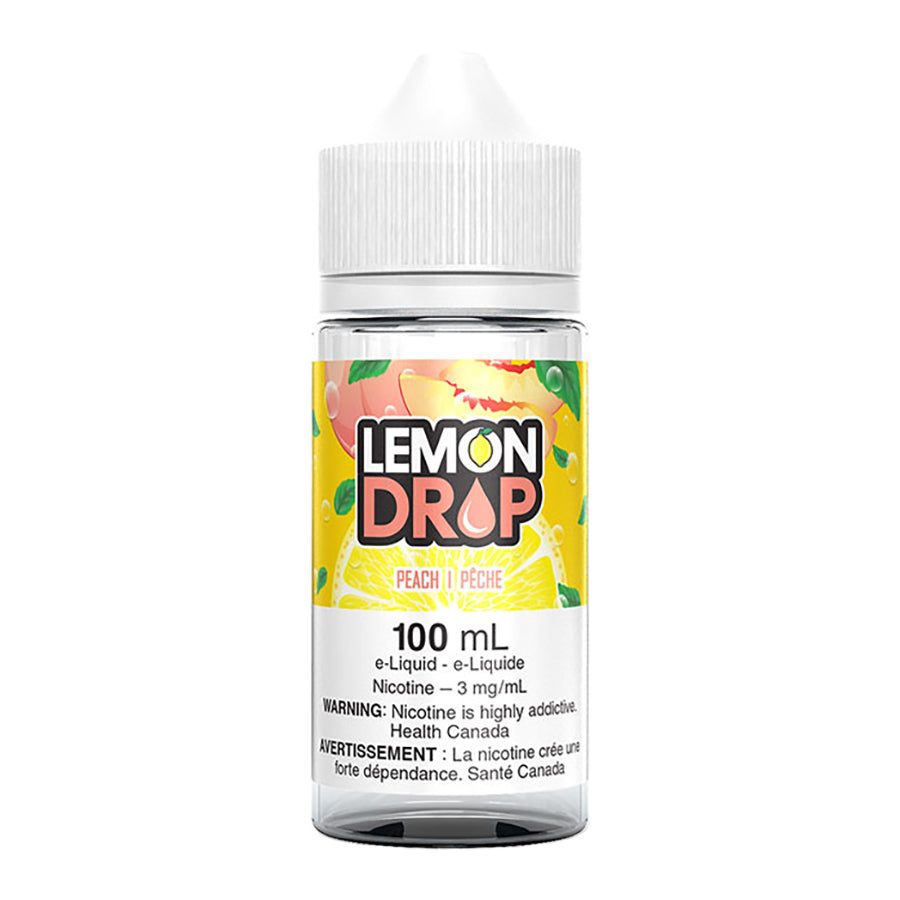 LEMON
DROP
PEACH | PÊCHE
100 mL
e-Liquid - e-Liquide
Nicotine – 3 mg/mL
WARNING: Nicotine is highly addictive.
Health Canada
AVERTISSEMENT : La nicotine crée une
forte dépendance. Santé Canada